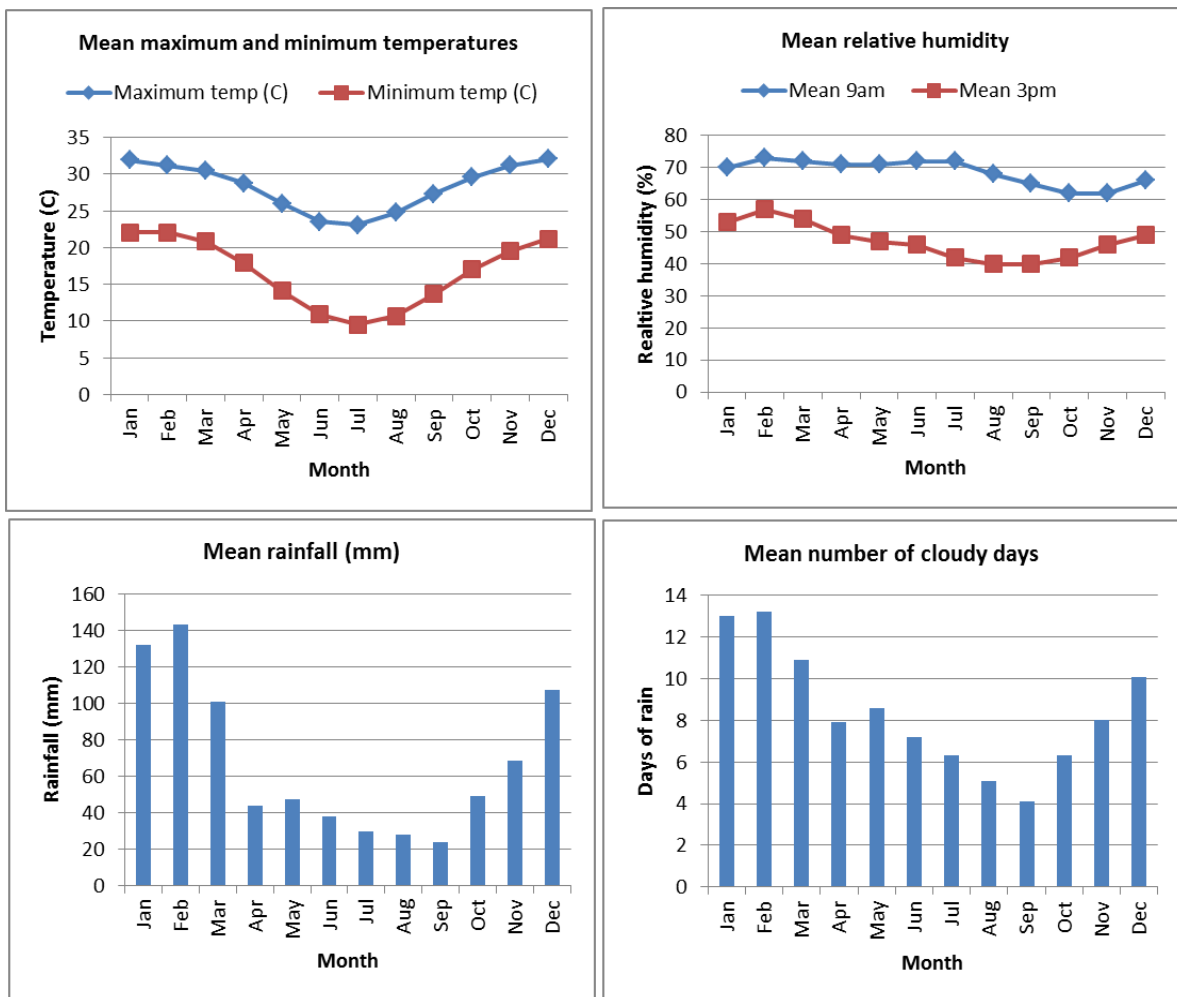 Mean maximum and minimum temperatures
Maximum temp (C) Minimum temp (C)
35
30
25
20
15
10
5
0
Temperature (C)
Jan Feb Mar Apr May Jun Jul Aug Sep Oct Nov Dec
Month
Mean relative humidity
Mean 9am Mean 3pm
80
70
60
50
40
30
20
10
0
Realtive humidity (%)
Jan Feb Mar Apr May Jun Jul Aug Sep Oct Nov Dec
Month
Mean rainfall (mm)
160
140
120
100
80
60
40
20
0
Rainfall (mm)
Jan Feb Mar Apr May Jun Jul Aug Sep Oct Nov Dec
Month
Mean number of cloudy days
14
12
10
8
6
4
2
0
Days of rain
Jan Feb Mar Apr May Jun Jul Aug Sep Oct Nov Dec
Month